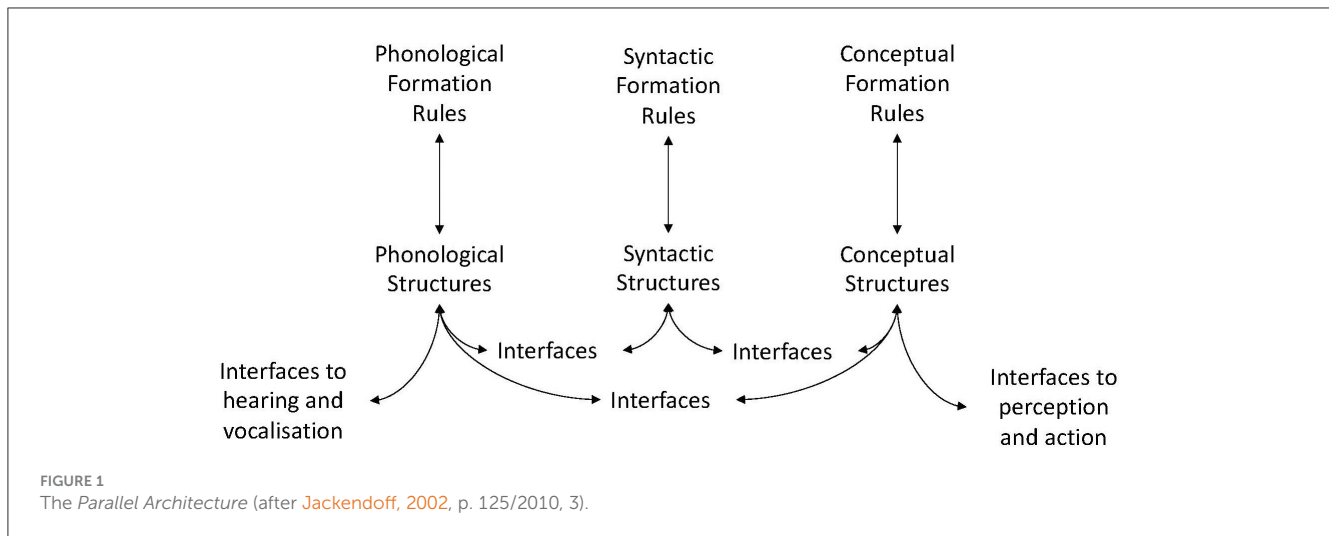 Phonological
Formation
Rules
Syntactic
Formation
Rules
Conceptual
Formation
Rules
Phonological
Structures
Syntactic
Structures
Conceptual
Structures
Interfaces
Interfaces
Interfaces to
hearing and
vocalisation
Interfaces
Interfaces to
perception
and action
FIGURE 1
The Parallel Architecture (after Jackendoff, 2002, p. 125/2010, 3).